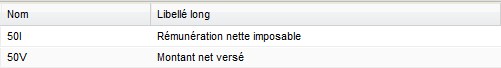 Nom Libellé long
50I Rémunération nette imposable
50V Montant net versé